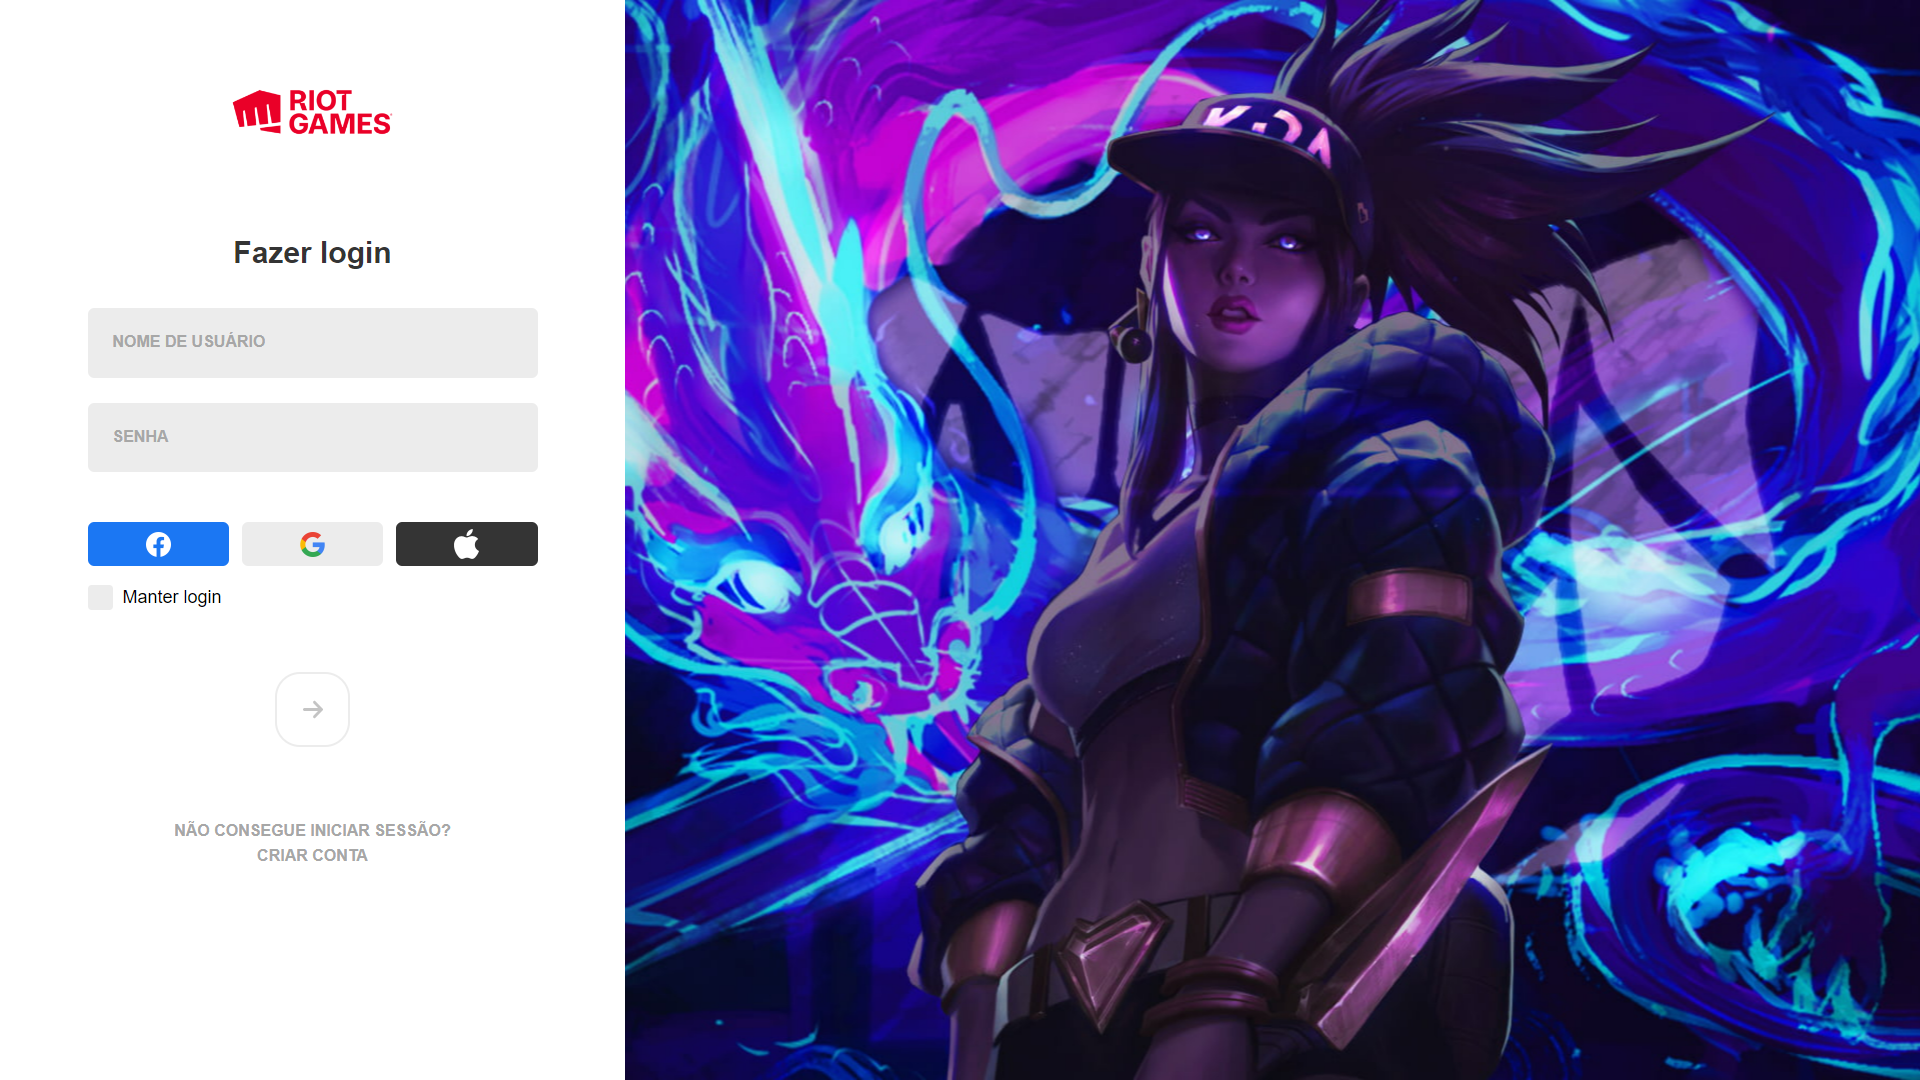 RIOT
GAMES
Fazer login
NOME DE USUÁRIO
SENHA
Manter login
NÃO CONSEGUE INICIAR SESSÃO?
CRIAR CONTA
K/DA